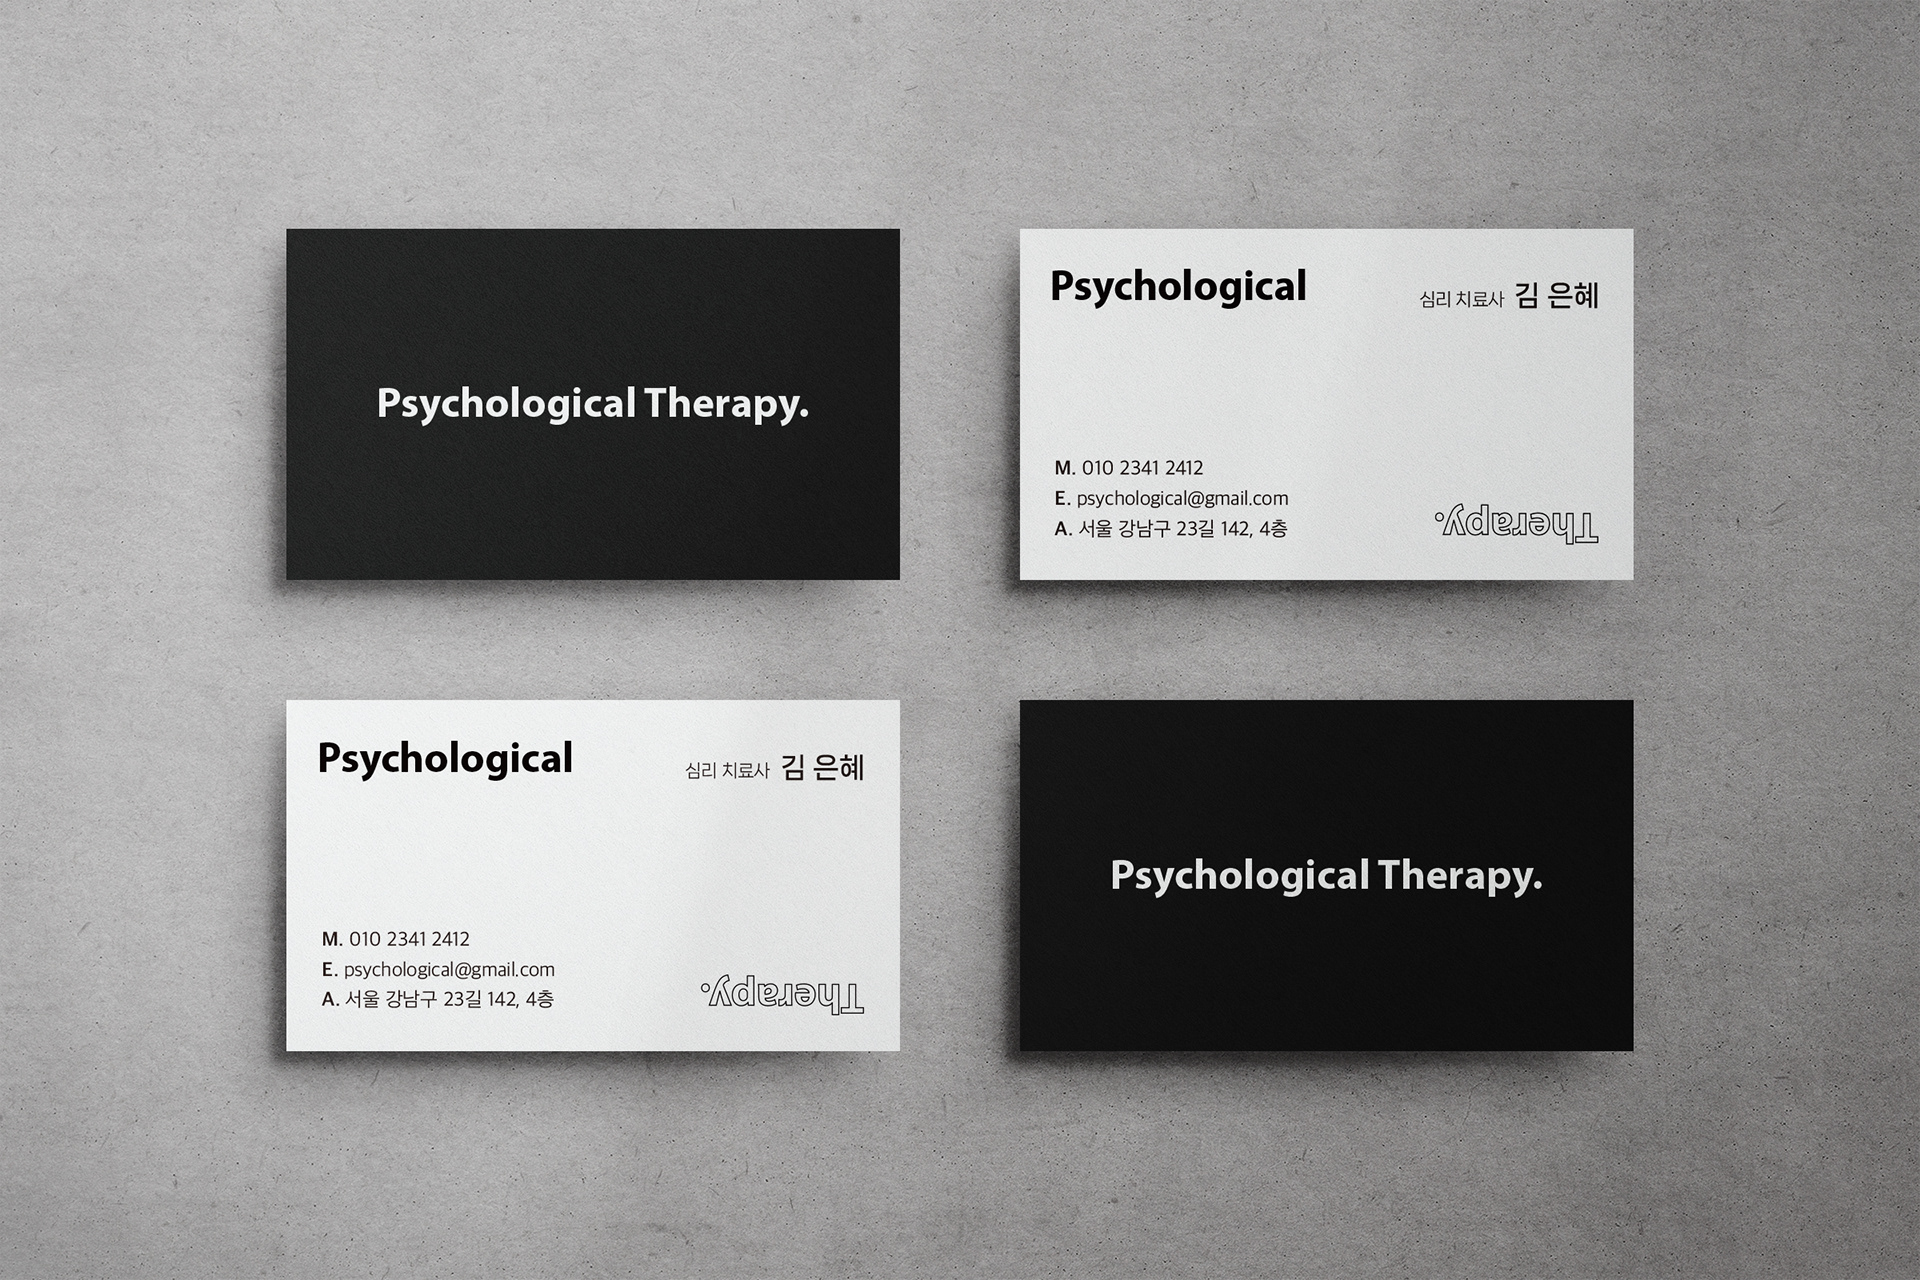 Psychological Therapy.
Psychological
심리 치료사 김 은혜
M. 010 2341 2412
E. psychological@gmail.com
A. 서울 강남구 23길 142, 4층
Therapy.
Psychological
심리 치료사 김 은혜
M. 010 2341 2412
E. psychological@gmail.com
A. 서울 강남구 23길 142, 4층
Therapy.
Psychological Therapy.